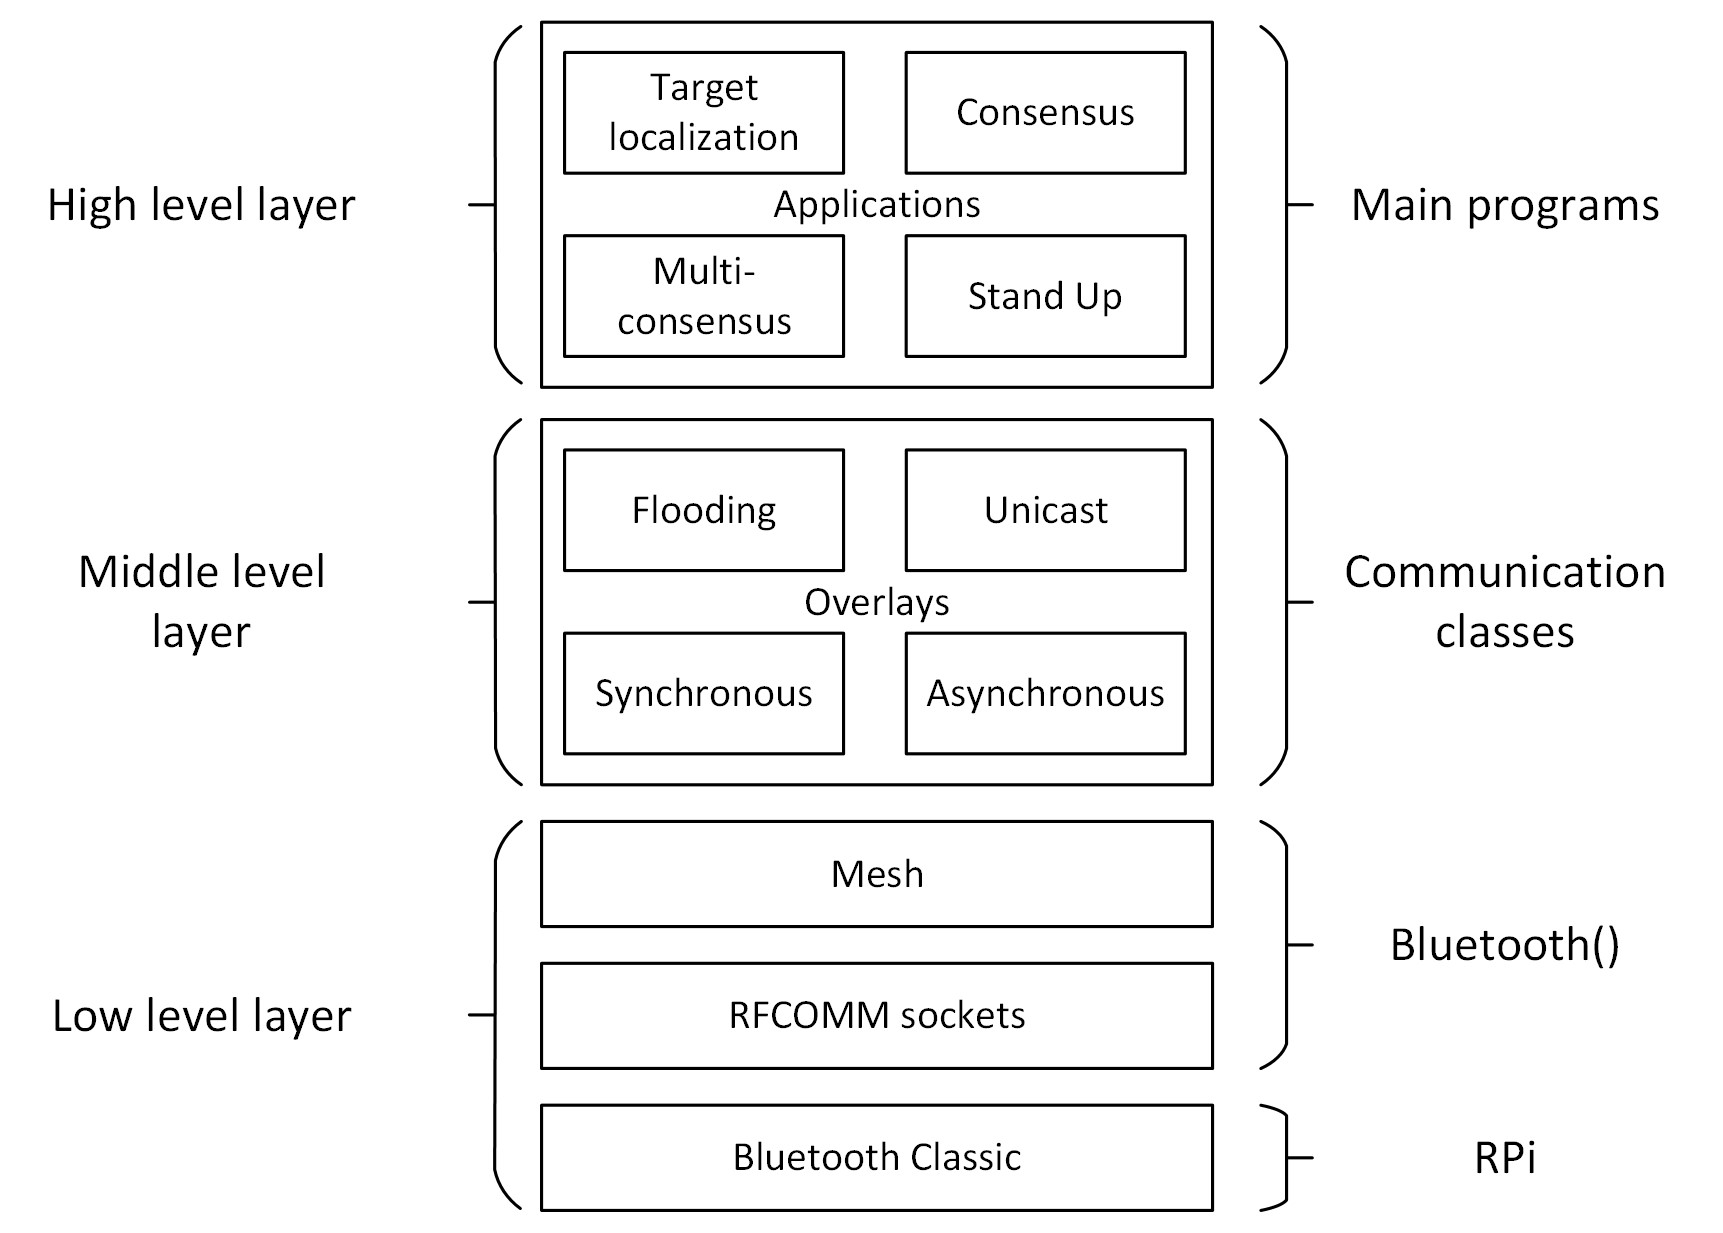 High level layer
Target
localization
Consensus
Applications
Multi-
consensus
Stand Up
Main programs
Middle level
layer
Flooding
Unicast
Overlays
Synchronous
Asynchronous
Communication
classes
Low level layer
Mesh
RFCOMM sockets
Bluetooth Classic
Bluetooth()
RPi